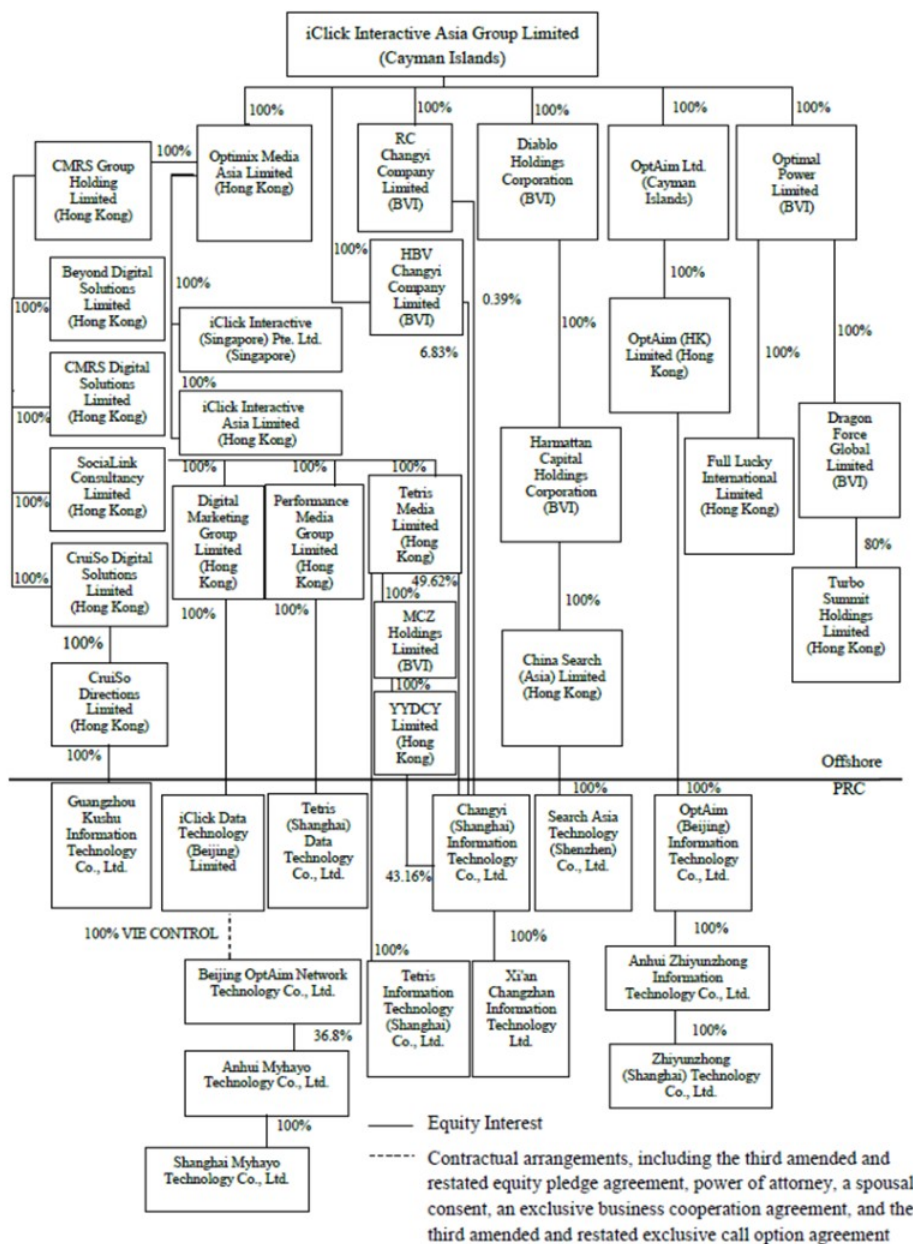 iClick Interactive Asia Group Limited
(Cayman Islands)
100%
100%
100%
100%
100%
100%
CMRS Group
Holding
Limited
(Hong Kong)
100%
Optimix Media
Asia Limited
(Hong Kong)
RC
Changyi
Company
Limited
(BVI)
Diablo
Holdings
Corporation
(BVI)
OptAim Ltd.
(Cayman
Islands)
Optimal
Power
Limited
(BVI)
100%
HBV
Changyi
Company
Limited
(BVI)
6.83%
0.39%
100%
Beyond Digital
Solutions
Limited
(Hong Kong)
100%
iClick Interactive
(Singapore) Pte. Ltd.
(Singapore)
100%
iClick Interactive
Asia Limited
(Hong Kong)
100%
CMRS Digital
Solutions
Limited
(Hong Kong)
100%
SociaLink
Consultancy
Limited
(Hong Kong)
100%
CruiSo Digital
Solutions
Limited
(Hong Kong)
100%
100%
CruiSo
Directions
Limited
(Hong Kong)
100%
100%
100%
100%
Digital
Marketing
Group
Limited
(Hong
Kong)
Performance
Media
Group
Limited
(Hong
Kong)
Tetris
Media
Limited
(Hong
Kong)
49.62%
100%
100%
100%
MCZ
Holdings
Limited
(BVI)
100%
YYDCY
Limited
(Hong
Kong)
100%
Harmattan
Capital
Holdings
Corporation
(BVI)
100%
China Search
(Asia) Limited
(Hong Kong)
100%
OptAim (HK)
Limited (Hong
Kong)
100%
Full Lucky
International
Limited
(Hong Kong)
100%
Dragon
Force
Global
Limited
(BVI)
80%
Turbo
Summit
Holdings
Limited
(Hong Kong)
Offshore
PRC
Guangzhou
Kushu
Information
Technology
Co., Ltd.
iClick Data
Technology
(Beijing)
Limited
Tetris
(Shanghai)
Data
Technology
Co., Ltd.
43.16%
Changyi
(Shanghai)
Information
Technology
Co., Ltd.
100%
Search Asia
Technology
(Shenzhen)
Co., Ltd.
100%
OptAim
(Beijing)
Information
Technology
Co., Ltd.
100% VIE CONTROL
Beijing OptAim Network
Technology Co., Ltd.
36.8%
Anhui Myhayo
Technology Co., Ltd.
100%
Shanghai Myhayo
Technology Co., Ltd.
100%
Tetris
Information
Technology
(Shanghai)
Co., Ltd.
100%
Xi'an
Changzhan
Information
Technology
Ltd.
100%
Anhui Zhiyunzhong
Information
Technology Co., Ltd.
100%
Zhiyunzhong
(Shanghai) Technology
Co., Ltd.
Equity Interest
Contractual arrangements, including the third amended and
restated equity pledge agreement, power of attorney, a spousal
consent, an exclusive business cooperation agreement, and the
third amended and restated exclusive call option agreement